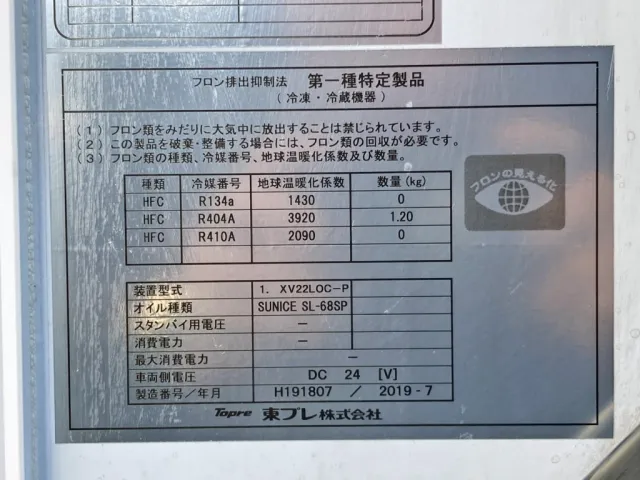 フロン排出抑制法 第一種特定製品
(冷凍・冷蔵機器)
(1) フロン類をみだりに大気中に放出することは禁じられています。
(2) この製品を破棄・整備する場合には、フロン類の回収が必要です。
(3) フロン類の種類、冷媒番号、地球温暖化係数及び数量。
フロンの見える化
種類 冷媒番号 地球温暖化係数 数量(kg)
HFC R134a 1430 0
HFC R404A 3920 1.20
HFC R410A 2090 0
装置型式 1. XV22LOC-P
オイル種類 SUNICE SL-68SP
スタンバイ用電圧 —
消費電力 —
最大消費電力 —
車両側電圧 DC 24 [V]
製造番号/年月 H191807 / 2019-7
Topre 東プレ株式会社